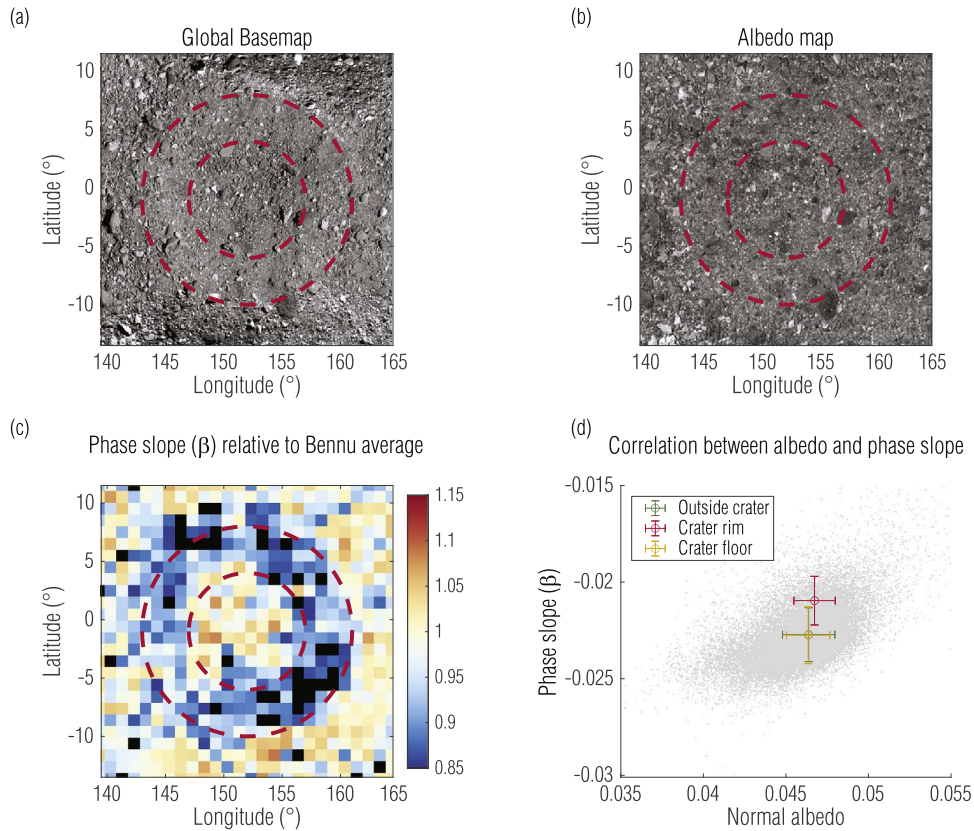 (a)
Global Basemap
10
5
0
-5
-10
Latitude (°)
140 145 150 155 160 165
Longitude (°)
(b)
Albedo map
10
5
0
-5
-10
Latitude (°)
140 145 150 155 160 165
Longitude (°)
(c)
Phase slope (β) relative to Bennu average
10
5
0
-5
-10
Latitude (°)
140 145 150 155 160 165
Longitude (°)
1.15
1.1
1.05
1
0.95
0.9
0.85
(d)
Correlation between albedo and phase slope
-0.015
-0.02
-0.025
-0.03
Phase slope (β)
Outside crater
Crater rim
Crater floor
0.035 0.04 0.045 0.05 0.055
Normal albedo